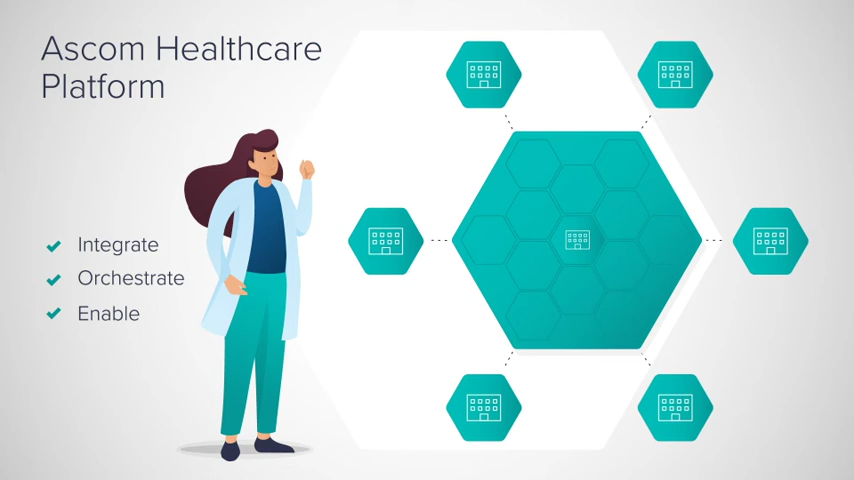 Ascom Healthcare
Platform
Integrate
Orchestrate
Enable